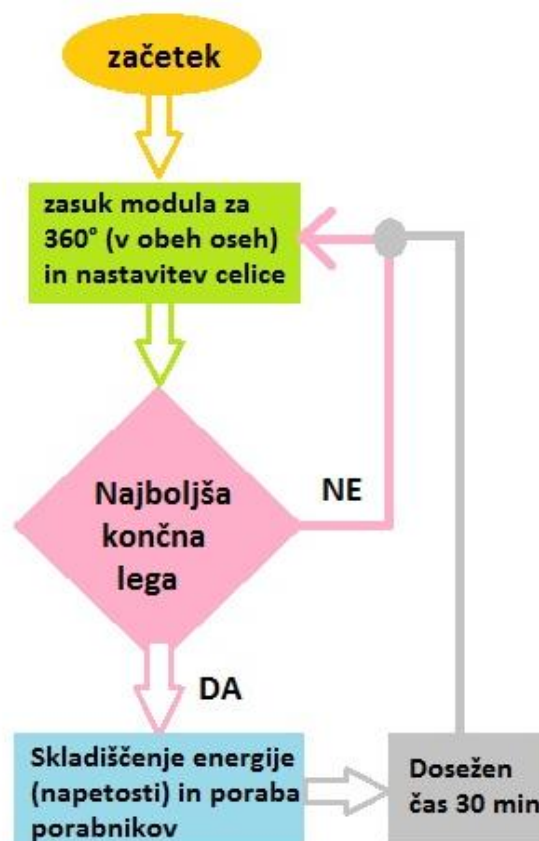 začetek
zasuk modula za
360° (v obeh oseh)
in nastavitev celice
Najboljša
končna
lega
NE
DA
Skladiščenje energije
(napetosti) in poraba
porabnikov
Dosežen
čas 30 min